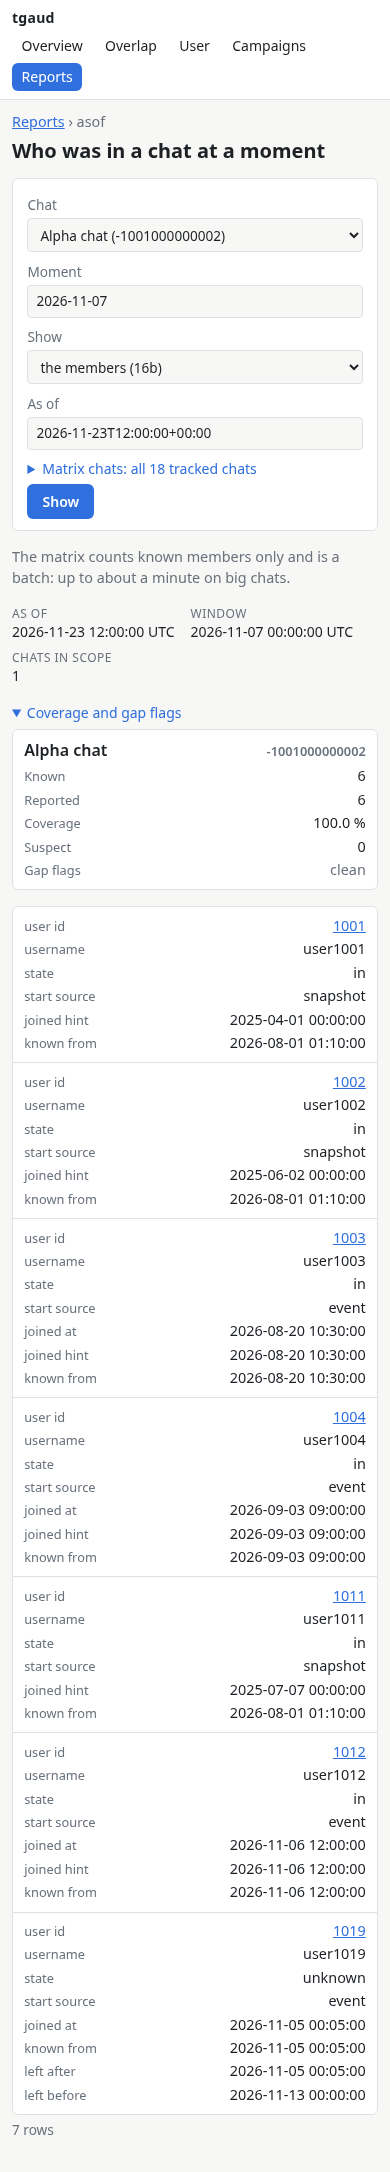 tgaud
Overview Overlap User Campaigns
Reports
Reports › asof
Who was in a chat at a moment
Chat
Alpha chat (-1001000000002)
Moment
2026-11-07
Show
the members (16b)
As of
2026-11-23T12:00:00+00:00
▶ Matrix chats: all 18 tracked chats
Show
The matrix counts known members only and is a
batch: up to about a minute on big chats.
AS OF WINDOW
2026-11-23 12:00:00 UTC 2026-11-07 00:00:00 UTC
CHATS IN SCOPE
1
▼ Coverage and gap flags
Alpha chat -1001000000002
Known 6
Reported 6
Coverage 100.0 %
Suspect 0
Gap flags clean
user id 1001
username user1001
state in
start source snapshot
joined hint 2025-04-01 00:00:00
known from 2026-08-01 01:10:00
user id 1002
username user1002
state in
start source snapshot
joined hint 2025-06-02 00:00:00
known from 2026-08-01 01:10:00
user id 1003
username user1003
state in
start source event
joined at 2026-08-20 10:30:00
joined hint 2026-08-20 10:30:00
known from 2026-08-20 10:30:00
user id 1004
username user1004
state in
start source event
joined at 2026-09-03 09:00:00
joined hint 2026-09-03 09:00:00
known from 2026-09-03 09:00:00
user id 1011
username user1011
state in
start source snapshot
joined hint 2025-07-07 00:00:00
known from 2026-08-01 01:10:00
user id 1012
username user1012
state in
start source event
joined at 2026-11-06 12:00:00
joined hint 2026-11-06 12:00:00
known from 2026-11-06 12:00:00
user id 1019
username user1019
state unknown
start source event
joined at 2026-11-05 00:05:00
known from 2026-11-05 00:05:00
left after 2026-11-05 00:05:00
left before 2026-11-13 00:00:00
7 rows